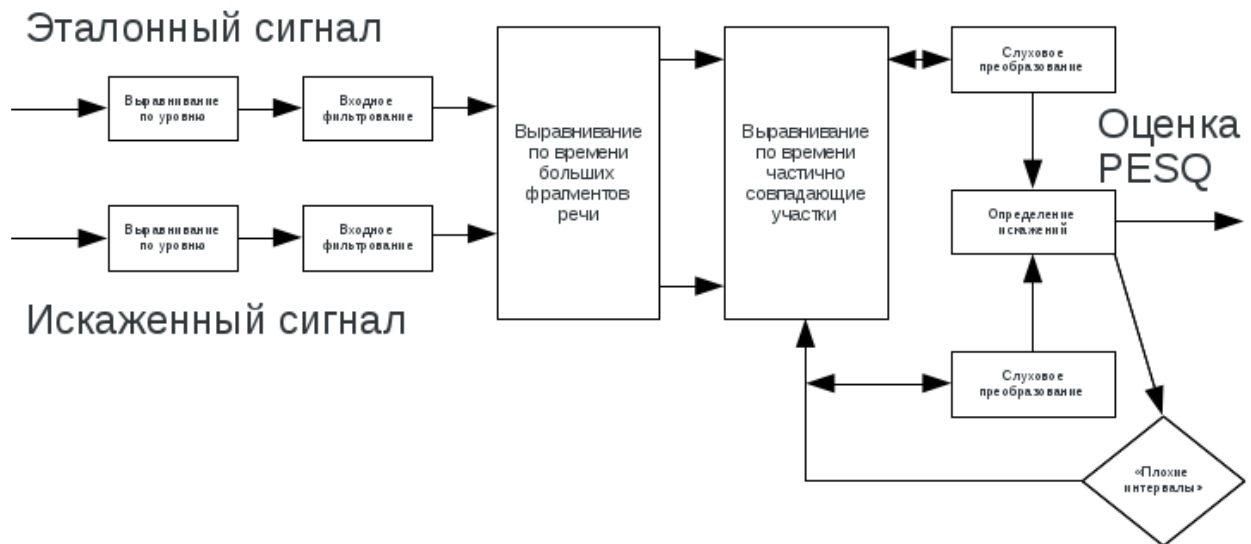 Эталонный сигнал
Выравнивание
по уровню
Входное
фильтрование
Выравнивание
по уровню
Входное
фильтрование
Искаженный сигнал
Выравнивание
по времени
больших
фрагментов
речи
Выравнивание
по времени
частично
совпадающие
участки
Слуховое
преобразование
Оценка
PESQ
Определение
искажений
Слуховое
преобразование
«Плохие
интервалы»